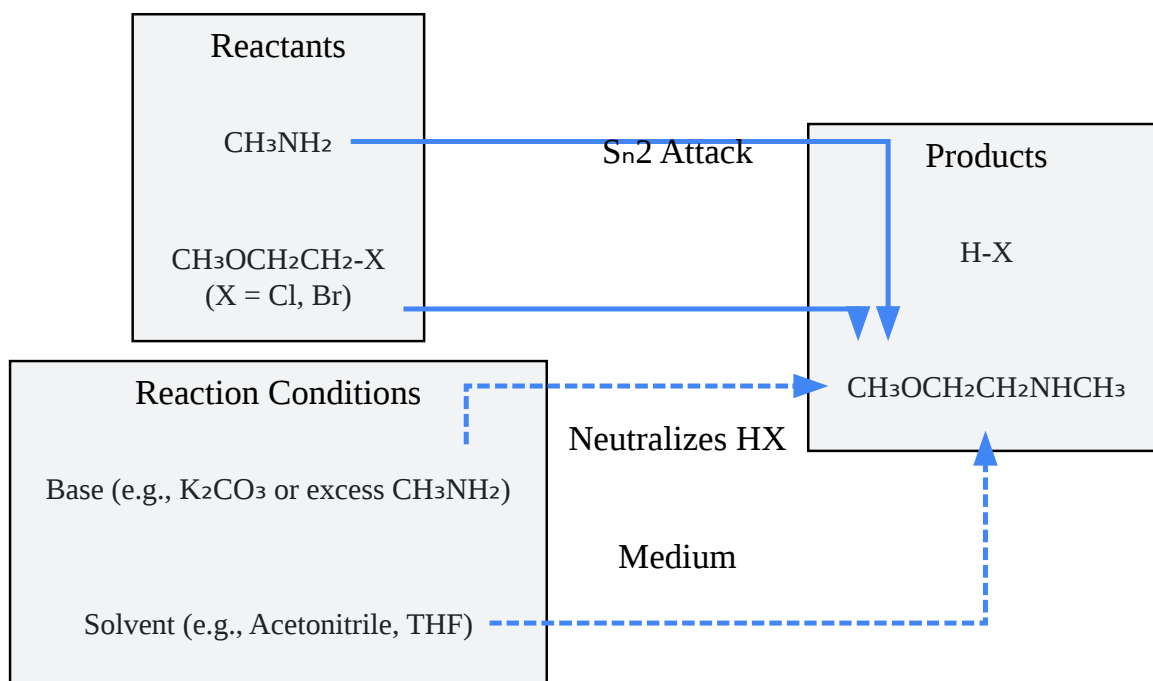 Reactants
CH₃NH₂
CH₃OCH₂CH₂-X
(X = Cl, Br)
Sₙ2 Attack
Products
H-X
CH₃OCH₂CH₂NHCH₃
Reaction Conditions
Base (e.g., K₂CO₃ or excess CH₃NH₂)
Solvent (e.g., Acetonitrile, THF)
Neutralizes HX
Medium